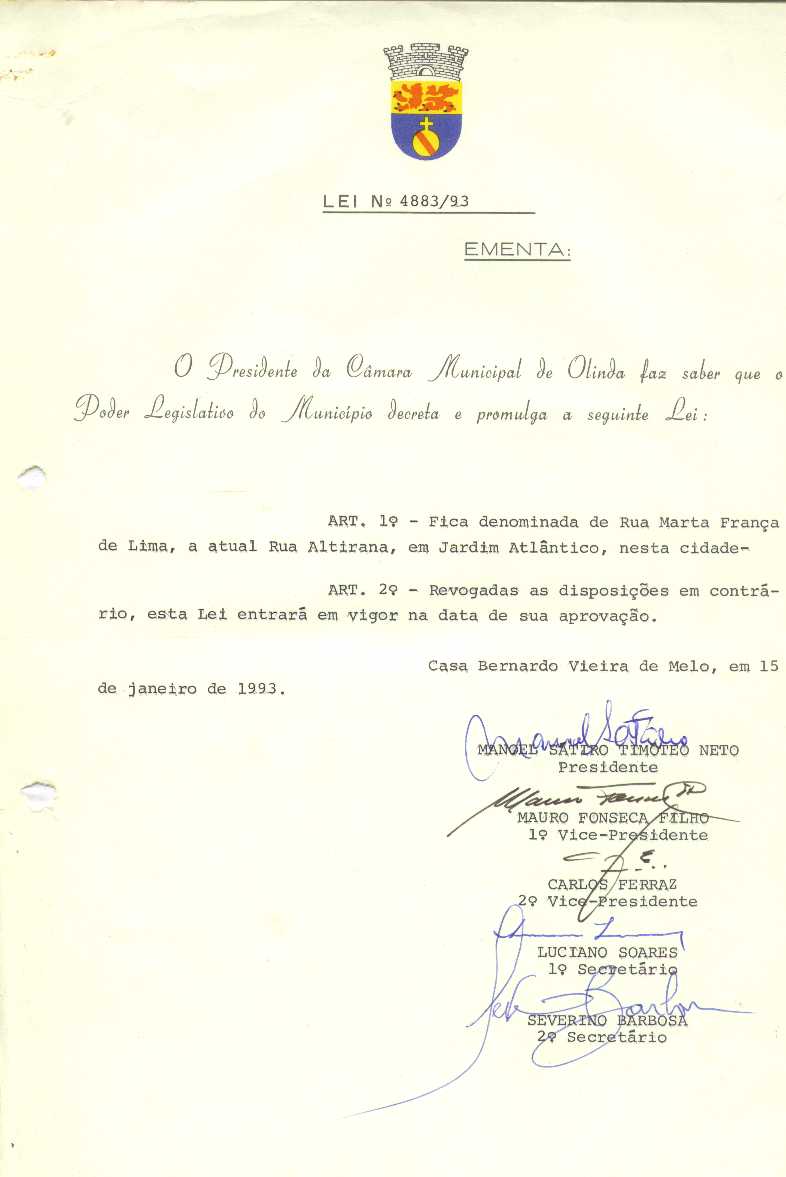 LEI Nº 4883/93
EMENTA:
O Presidente da Câmara Municipal de Olinda faz saber que o
Poder Legislativo do Município decreta e promulga a seguinte Lei:
ART. 1º - Fica denominada de Rua Marta França
de Lima, a atual Rua Altirana, em Jardim Atlântico, nesta cidade-
ART. 2º - Revogadas as disposições em contrá-
rio, esta Lei entrará em vigor na data de sua aprovação.
Casa Bernardo Vieira de Melo, em 15
de janeiro de 1993.
MANOEL SÁTIRO TIMÓTEO NETO
Presidente
MAURO FONSECA FILHO
1º Vice-Presidente
CARLOS FERRAZ
2º Vice-Presidente
LUCIANO SOARES
1º Secretário
SEVERINO BARBOSA
2º Secretário